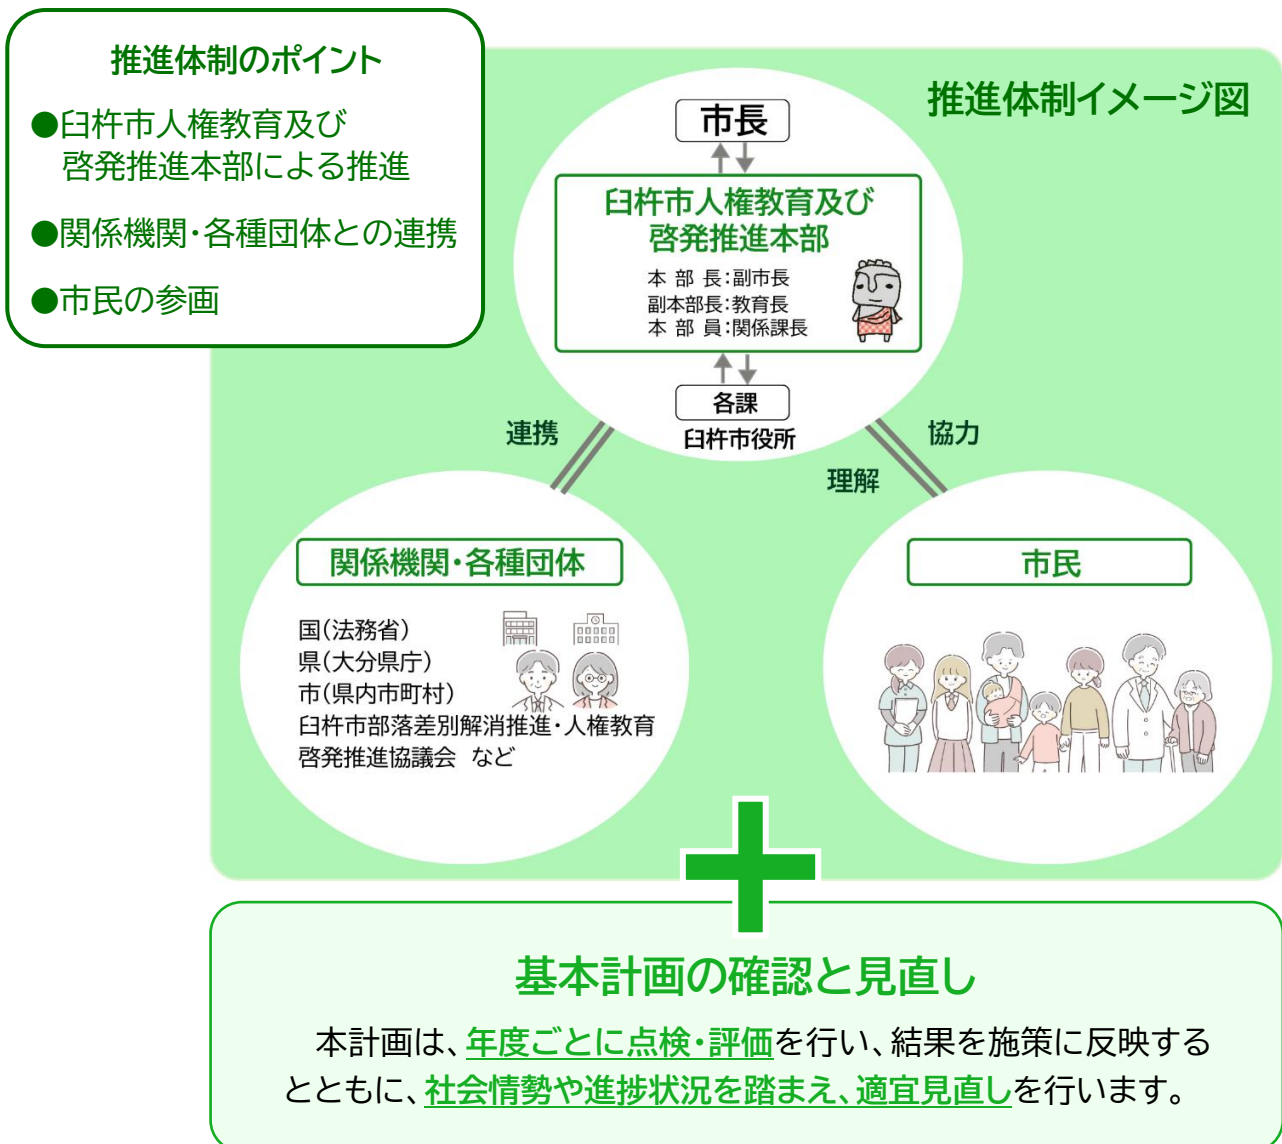 推進体制のポイント
●臼杵市人権教育及び
啓発推進本部による推進
●関係機関・各種団体との連携
●市民の参画
推進体制イメージ図
市長
臼杵市人権教育及び
啓発推進本部
本 部 長:副市長
副本部長:教育長
本 部 員:関係課長
各課
臼杵市役所
連携
協力
理解
関係機関・各種団体
国(法務省)
県(大分県庁)
市(県内市町村)
臼杵市部落差別解消推進・人権教育
啓発推進協議会 など
市民
基本計画の確認と見直し
本計画は、年度ごとに点検・評価を行い、結果を施策に反映する
とともに、社会情勢や進捗状況を踏まえ、適宜見直しを行います。